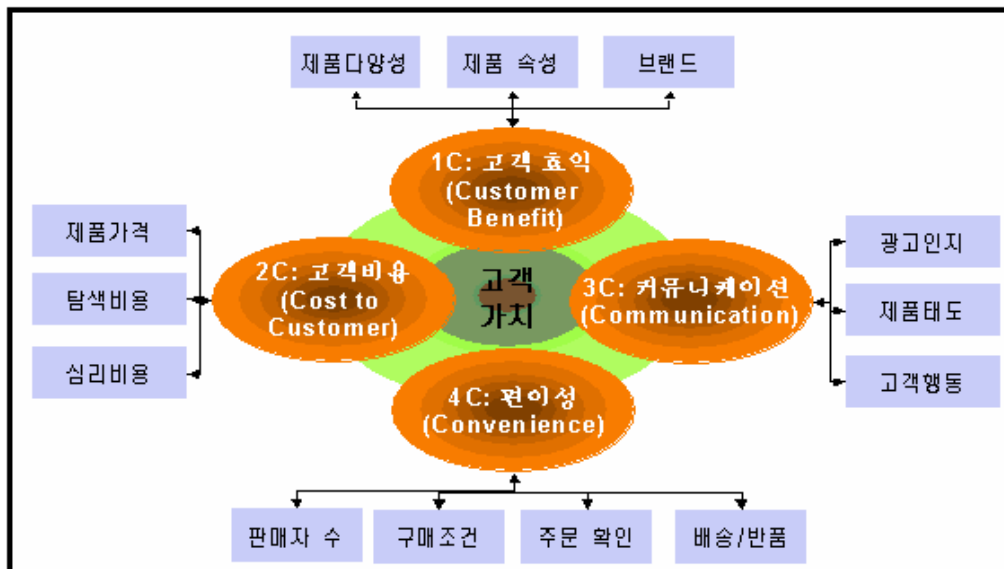 제품다양성
제품 속성
브랜드
1C: 고객 효익
(Customer
Benefit)
제품가격
탐색비용
심리비용
2C: 고객비용
(Cost to
Customer)
고객
가치
3C: 커뮤니케이션
(Communication)
광고인지
제품태도
고객행동
4C: 편이성
(Convenience)
판매자 수
구매조건
주문 확인
배송/반품